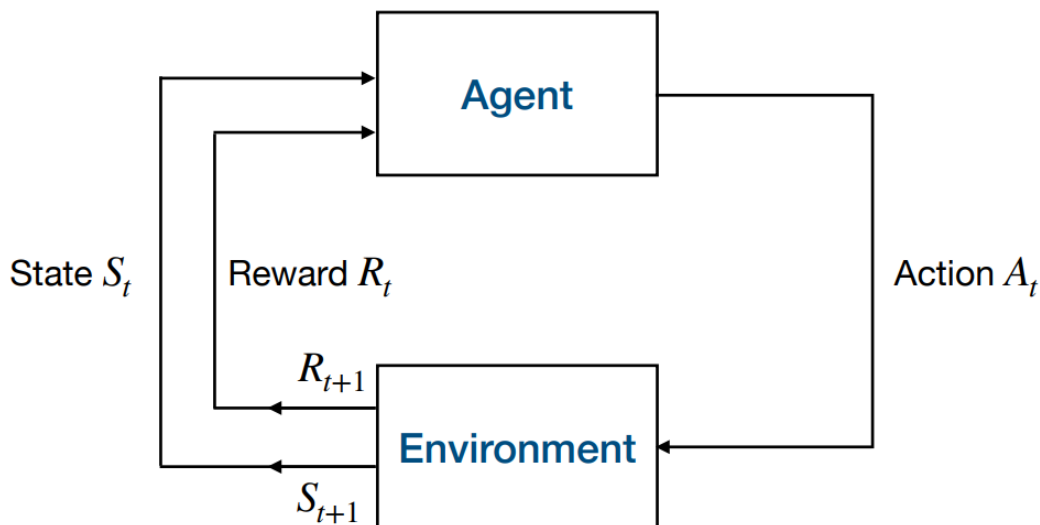 Agent
State Sₜ
Reward Rₜ
Action Aₜ
Rₜ₊₁
Environment
Sₜ₊₁